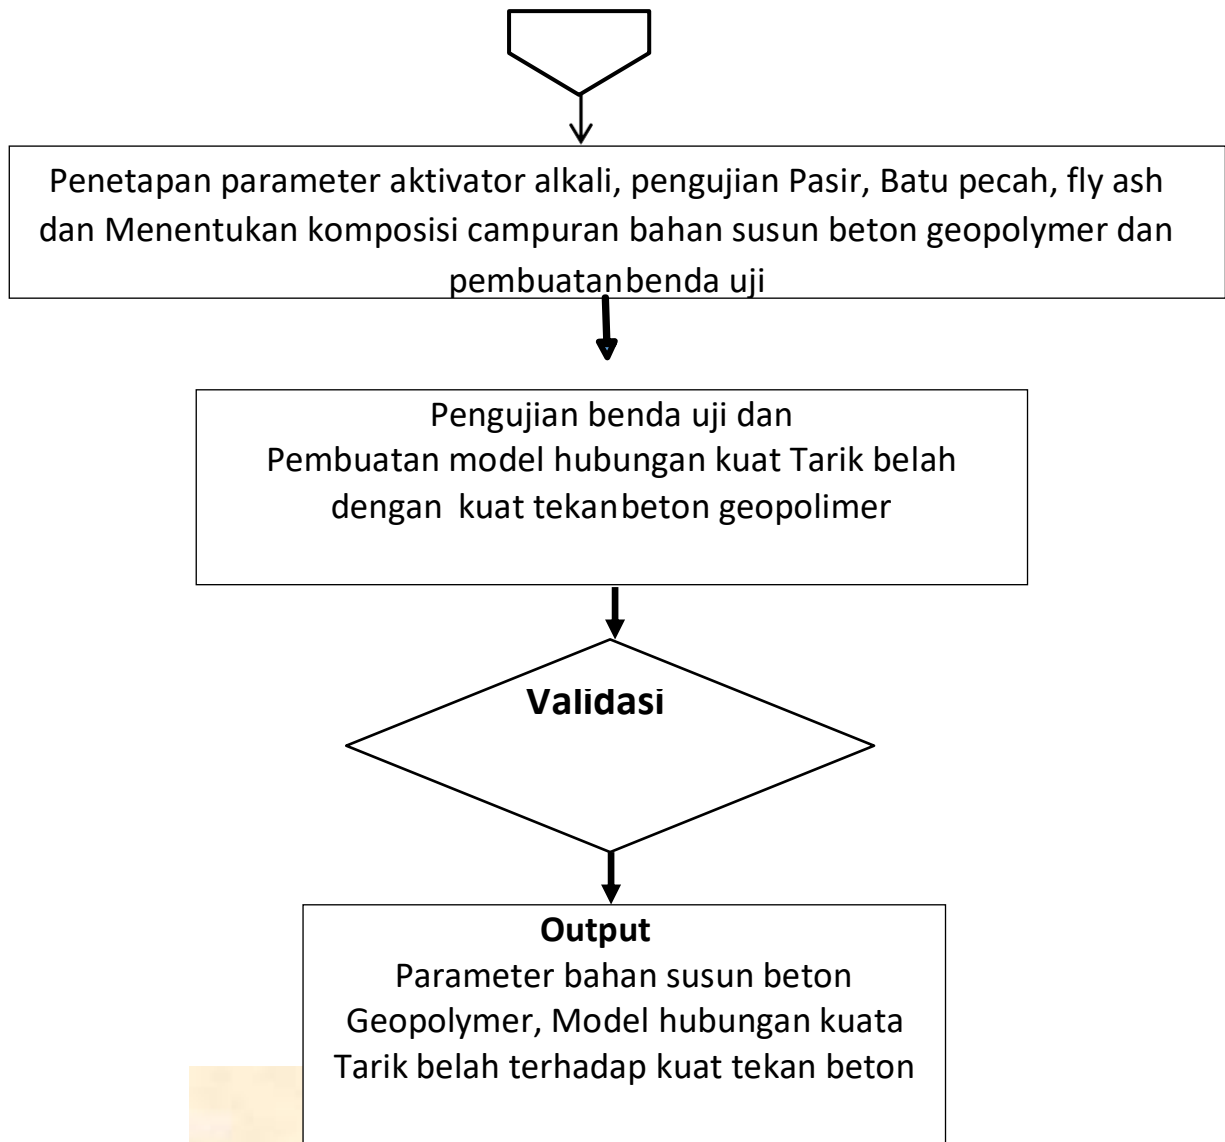 Penetapan parameter aktivator alkali, pengujian Pasir, Batu pecah, fly ash
dan Menentukan komposisi campuran bahan susun beton geopolymer dan
pembuatanbenda uji
Pengujian benda uji dan
Pembuatan model hubungan kuat Tarik belah
dengan kuat tekanbeton geopolimer
Validasi
Output
Parameter bahan susun beton
Geopolymer, Model hubungan kuata
Tarik belah terhadap kuat tekan beton